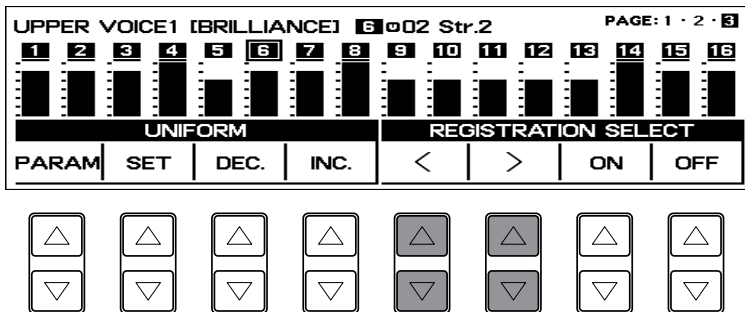 UPPER VOICE1 [BRILLIANCE] 6 02 Str.2 PAGE: 1 · 2 · 3
1 2 3 4 5 6 7 8 9 10 11 12 13 14 15 16
UNIFORM REGISTRATION SELECT
PARAM SET DEC. INC. < > ON OFF